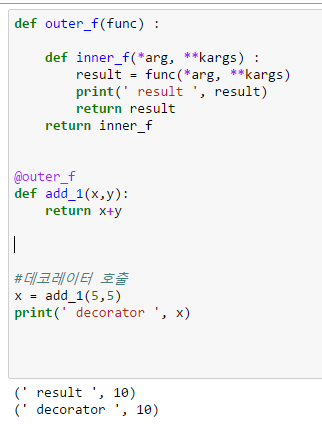 def outer_f(func) :
    def inner_f(*arg, **kargs) :
        result = func(*arg, **kargs)
        print(' result ', result)
        return result
    return inner_f
@outer_f
def add_1(x,y):
    return x+y
#데코레이터 호출
x = add_1(5,5)
print(' decorator ', x)
(' result ', 10)
(' decorator ', 10)